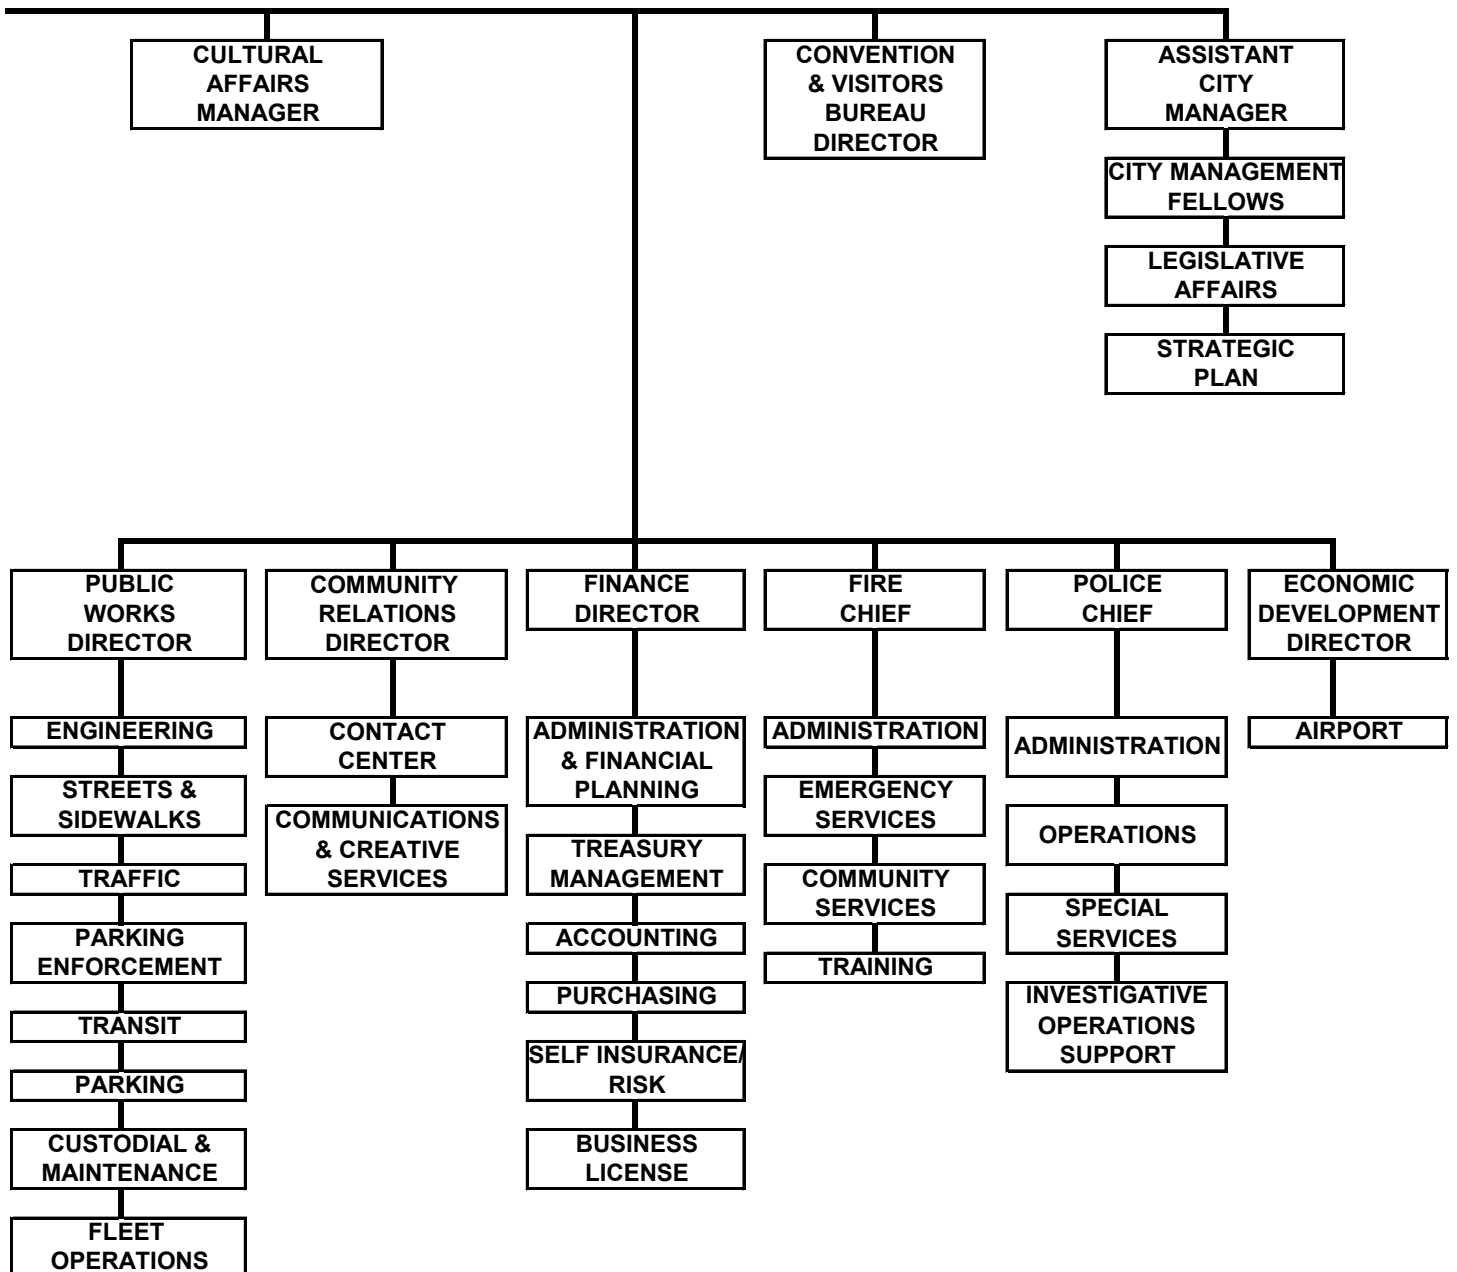 CULTURAL
AFFAIRS
MANAGER
CONVENTION
& VISITORS
BUREAU
DIRECTOR
ASSISTANT
CITY
MANAGER
CITY MANAGEMENT
FELLOWS
LEGISLATIVE
AFFAIRS
STRATEGIC
PLAN
PUBLIC
WORKS
DIRECTOR
ENGINEERING
STREETS &
SIDEWALKS
TRAFFIC
PARKING
ENFORCEMENT
TRANSIT
PARKING
CUSTODIAL &
MAINTENANCE
FLEET
OPERATIONS
COMMUNITY
RELATIONS
DIRECTOR
CONTACT
CENTER
COMMUNICATIONS
& CREATIVE
SERVICES
FINANCE
DIRECTOR
ADMINISTRATION
& FINANCIAL
PLANNING
TREASURY
MANAGEMENT
ACCOUNTING
PURCHASING
SELF INSURANCE/
RISK
BUSINESS
LICENSE
FIRE
CHIEF
ADMINISTRATION
EMERGENCY
SERVICES
COMMUNITY
SERVICES
TRAINING
POLICE
CHIEF
ADMINISTRATION
OPERATIONS
SPECIAL
SERVICES
INVESTIGATIVE
OPERATIONS
SUPPORT
ECONOMIC
DEVELOPMENT
DIRECTOR
AIRPORT